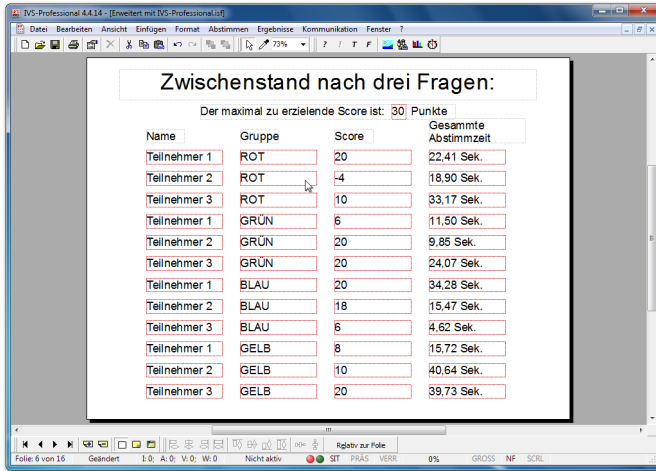 IVS-Professional 4.4.14 - [Erweitert mit IVS-Professional.isf]
Datei Bearbeiten Ansicht Einfügen Format Abstimmen Ergebnisse Kommunikation Fenster ?
73% ? ! T F
Zwischenstand nach drei Fragen:
Der maximal zu erzielende Score ist: 30 Punkte
Name Gruppe Score Gesammte Abstimmzeit
Teilnehmer 1 ROT 20 22,41 Sek.
Teilnehmer 2 ROT -4 18,90 Sek.
Teilnehmer 3 ROT 10 33,17 Sek.
Teilnehmer 1 GRÜN 6 11,50 Sek.
Teilnehmer 2 GRÜN 20 9,85 Sek.
Teilnehmer 3 GRÜN 20 24,07 Sek.
Teilnehmer 1 BLAU 20 34,28 Sek.
Teilnehmer 2 BLAU 18 15,47 Sek.
Teilnehmer 3 BLAU 6 4,62 Sek.
Teilnehmer 1 GELB 8 15,72 Sek.
Teilnehmer 2 GELB 10 40,64 Sek.
Teilnehmer 3 GELB 20 39,73 Sek.
Relativ zur Folie
Folie: 6 von 16 Geändert I: 0; A: 0; V: 0; W: 0 Nicht aktiv SIT PRÄS VERR 0% GROSS NF SCRL